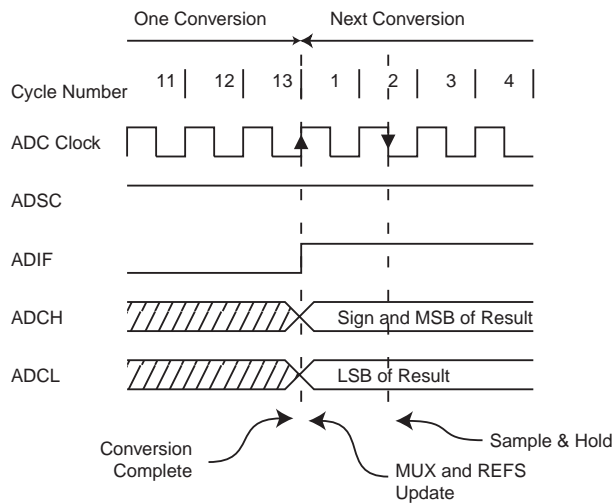 One Conversion Next Conversion
Cycle Number 11 12 13 1 2 3 4
ADC Clock
ADSC
ADIF
ADCH Sign and MSB of Result
ADCL LSB of Result
Conversion
Complete
MUX and REFS
Update
Sample & Hold